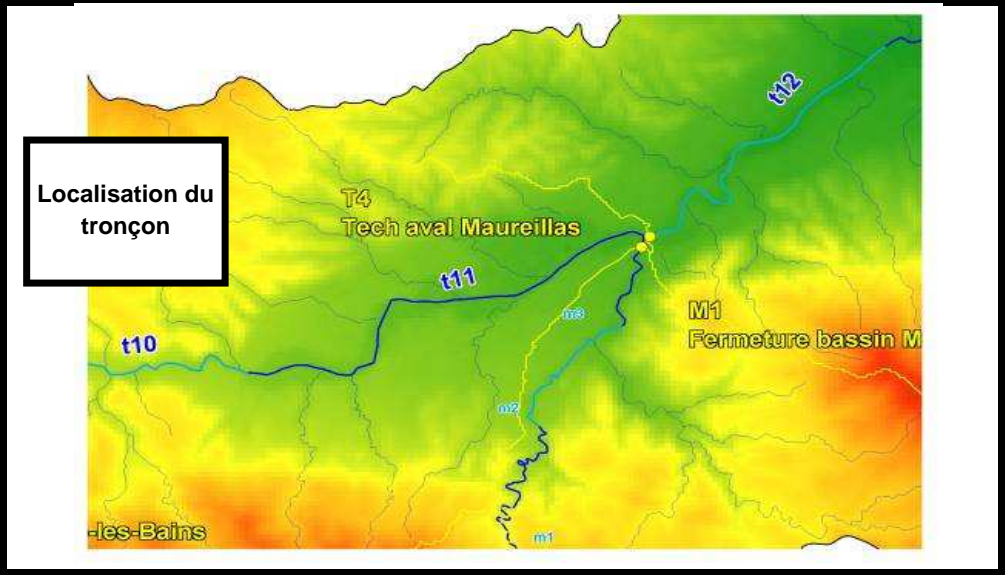 Localisation du
tronçon
t12
T4
Tech aval Maureillas
t11
m3
M1
Fermeture bassin M
t10
m2
-les-Bains
m1